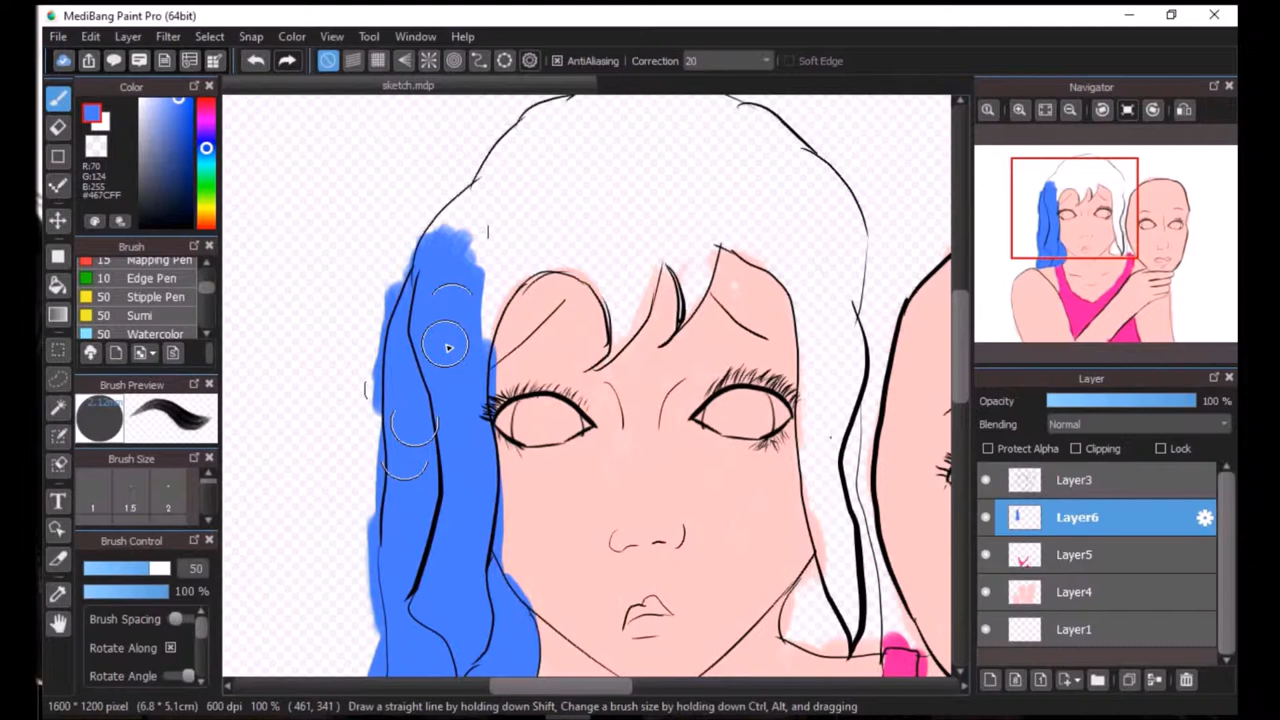 MediBang Paint Pro (64bit)
File Edit Layer Filter Select Snap Color View Tool Window Help
AntiAliasing Correction 20 Soft Edge
Color
sketch.mdp
Navigator
R:70
G:124
B:255
#467CFF
Brush
15 Mapping Pen
10 Edge Pen
50 Stipple Pen
50 Sumi
50 Watercolor
Brush Preview
2.12mm
Brush Size
1 1.5 2
Brush Control
50
100 %
Brush Spacing
Rotate Along
Rotate Angle
Layer
Opacity 100 %
Blending Normal
Protect Alpha Clipping Lock
Layer3
Layer6
Layer5
Layer4
Layer1
1600 * 1200 pixel (6.8 * 5.1cm) 600 dpi 100 % ( 461, 341 ) Draw a straight line by holding down Shift, Change a brush size by holding down Ctrl, Alt, and dragging